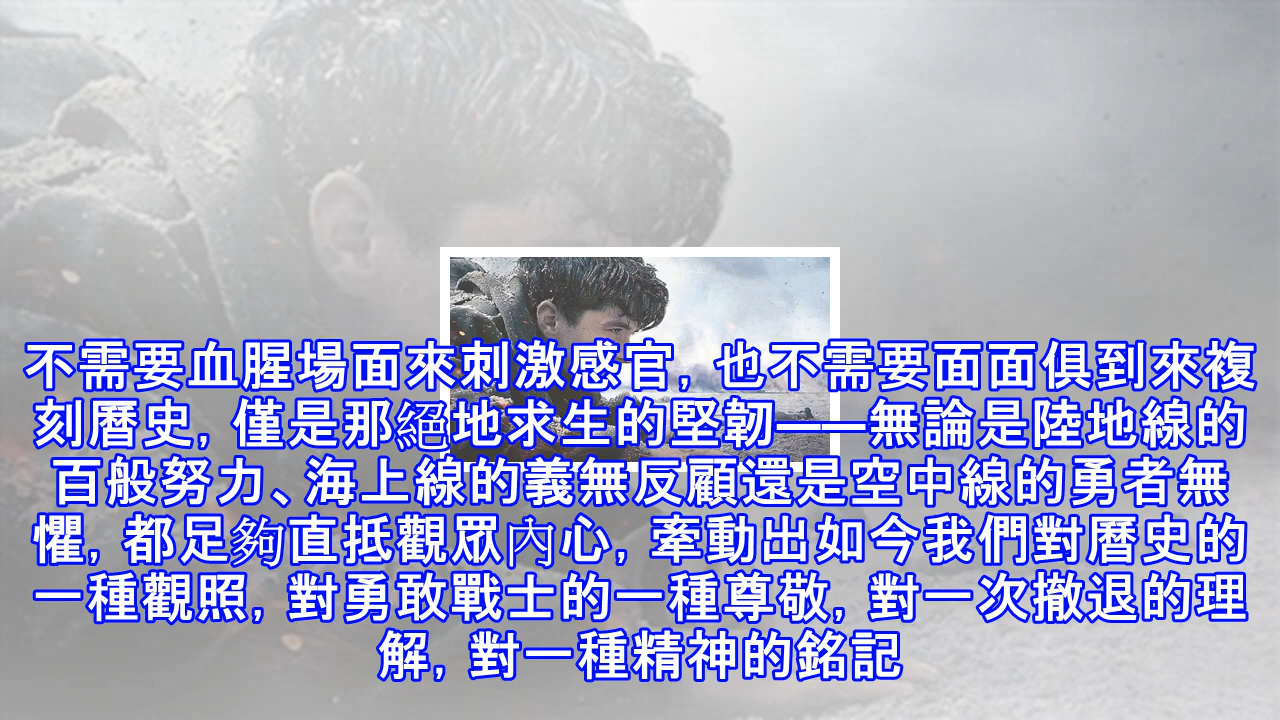 不需要血腥場面來刺激感官, 也不需要面面俱到來複
刻曆史, 僅是那絕地求生的堅韌——無論是陸地線的
百般努力、海上線的義無反顧還是空中線的勇者無
懼, 都足夠直抵觀眾內心, 牽動出如今我們對曆史的
一種觀照, 對勇敢戰士的一種尊敬, 對一次撤退的理
解, 對一種精神的銘記